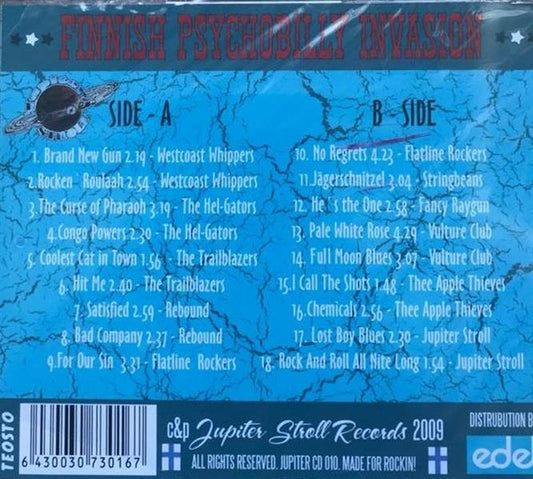 FINNISH PSYCHOBILLY INVASION
SIDE - A
1. Brand New Gun 2.19 - Westcoast Whippers
2. Rocken´Roulaah 2.54 - Westcoast Whippers
3. The Curse of Pharaoh 3.19 - The Hel-Gators
4. Congo Powers 2.30 - The Hel-Gators
5. Coolest Cat in Town 1.56 - The Trailblazers
6. Hit Me 2.40 - The Trailblazers
7. Satisfied 2.59 - Rebound
8. Bad Company 2.37 - Rebound
9.For Our Sin 3.31 - Flatline Rockers
B - SIDE
10. No Regrets 4.23 - Flatline Rockers
11. Jägerschnitzel 3.04 - Stringbeans
12. He´s the One 2.58 - Fancy Raygun
13. Pale White Rose 4.29 - Vulture Club
14. Full Moon Blues 3.07 - Vulture Club
15.I Call The Shots 1.48 - Thee Apple Thieves
16. Chemicals 2.56 - Thee Apple Thieves
17. Lost Boy Blues 2.30 - Jupiter Stroll
18. Rock And Roll All Nite Long 1.54 - Jupiter Stroll
TEOSTO
6 430030 730167
c&p Jupiter Stroll Records 2009
ALL RIGHTS RESERVED. JUPITER CD 010. MADE FOR ROCKIN!
DISTRUBUTION B
edel